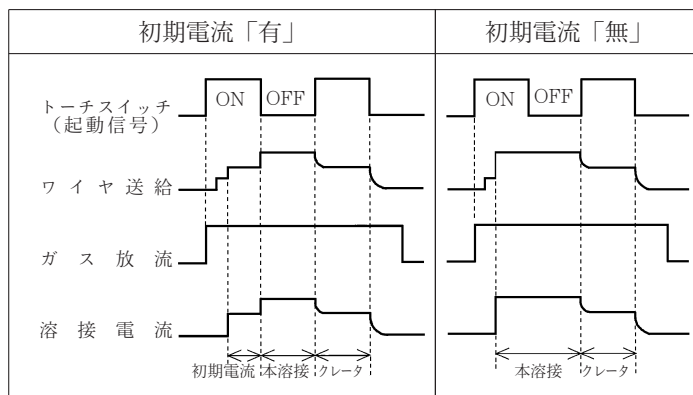 初期電流「有」
初期電流「無」
トーチスイッチ
(起動信号)
ON
OFF
ON
OFF
ワイヤ送給
ガス放流
溶接電流
初期電流
本溶接
クレータ
本溶接
クレータ